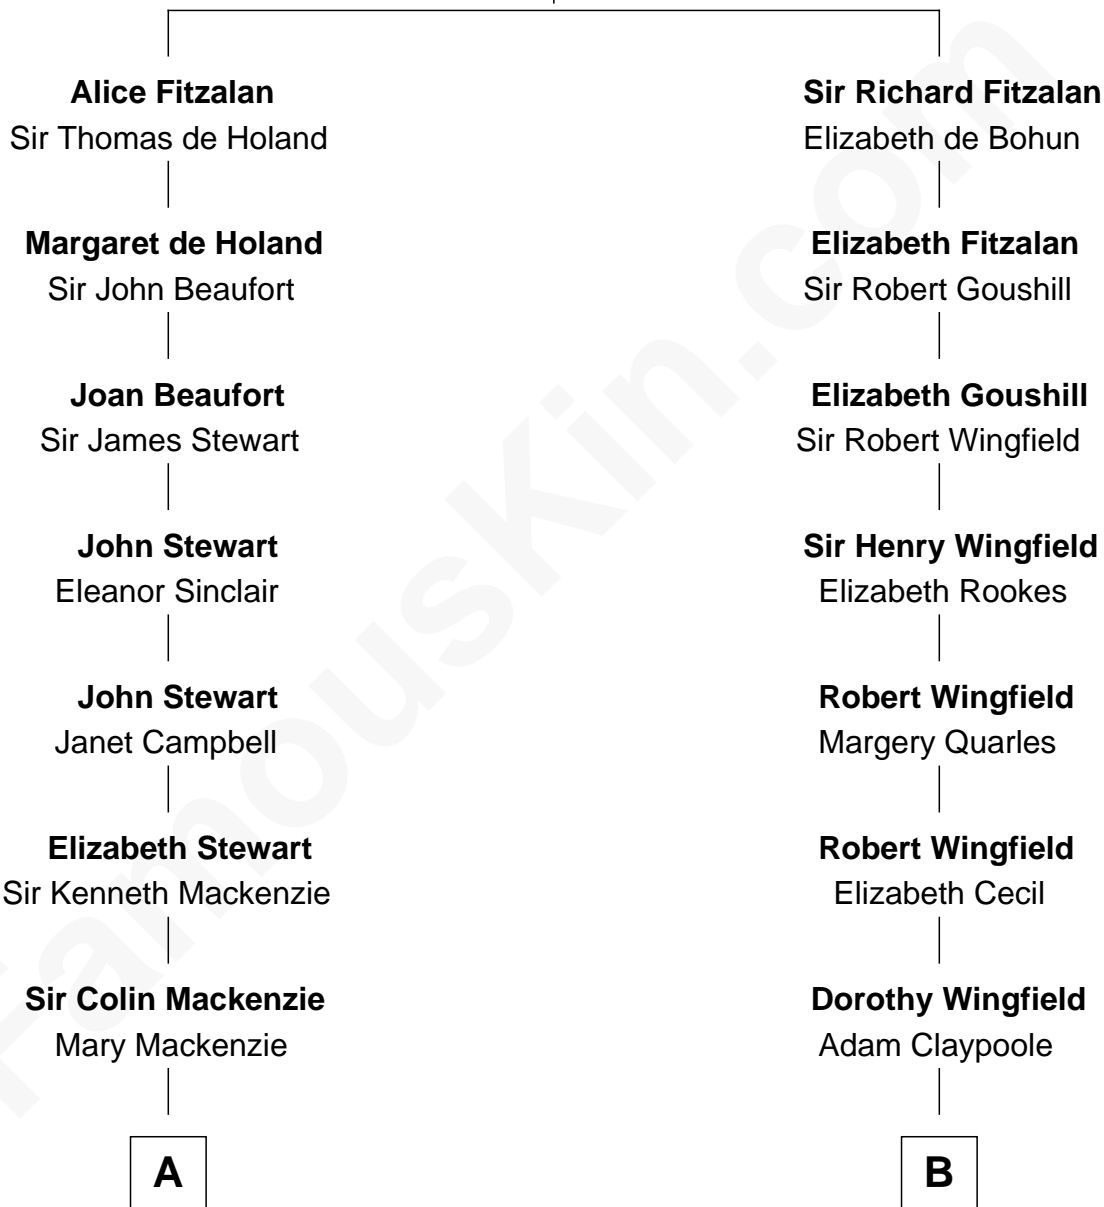 Alice Fitzalan
Sir Thomas de Holand
Margaret de Holand
Sir John Beaufort
Joan Beaufort
Sir James Stewart
John Stewart
Eleanor Sinclair
John Stewart
Janet Campbell
Elizabeth Stewart
Sir Kenneth Mackenzie
Sir Colin Mackenzie
Mary Mackenzie
A
Sir Richard Fitzalan
Elizabeth de Bohun
Elizabeth Fitzalan
Sir Robert Goushill
Elizabeth Goushill
Sir Robert Wingfield
Sir Henry Wingfield
Elizabeth Rookes
Robert Wingfield
Margery Quarles
Robert Wingfield
Elizabeth Cecil
Dorothy Wingfield
Adam Claypoole
B
FamousKin.com